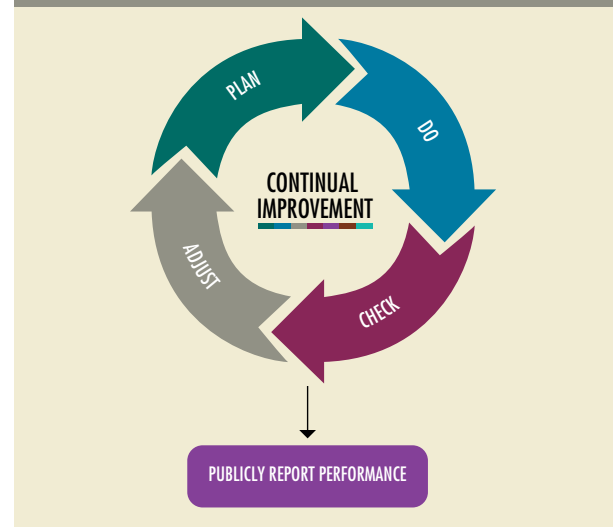 PLAN
DO
CONTINUAL
IMPROVEMENT
ADJUST
CHECK
PUBLICLY REPORT PERFORMANCE